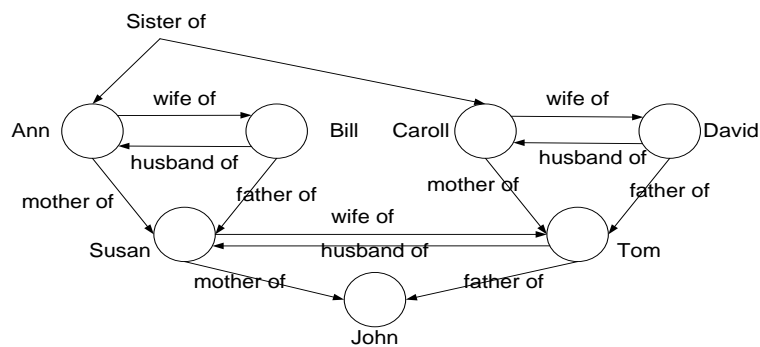 Sister of
wife of
wife of
Ann
Bill
Caroll
David
husband of
husband of
mother of
father of
mother of
father of
wife of
Susan
husband of
Tom
mother of
father of
John